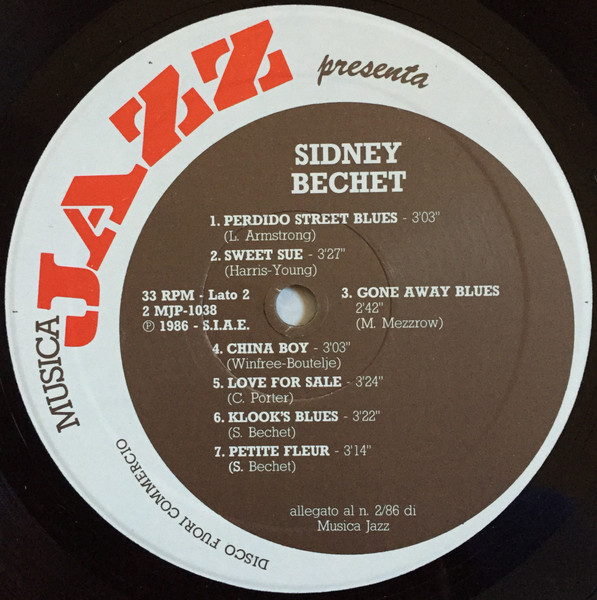 MUSICA JAZZ presenta
SIDNEY
BECHET
1. PERDIDO STREET BLUES - 3'03"
(L. Armstrong)
2. SWEET SUE - 3'27"
(Harris-Young)
33 RPM - Lato 2
2 MJP-1038
Ⓟ 1986 - S.I.A.E.
3. GONE AWAY BLUES
2'42"
(M. Mezzrow)
4. CHINA BOY - 3'03"
(Winfree-Boutelje)
5. LOVE FOR SALE - 3'24"
(C. Porter)
6. KLOOK'S BLUES - 3'22"
(S. Bechet)
7. PETITE FLEUR - 3'14"
(S. Bechet)
allegato al n. 2/86 di
Musica Jazz
DISCO FUORI COMMERCIO